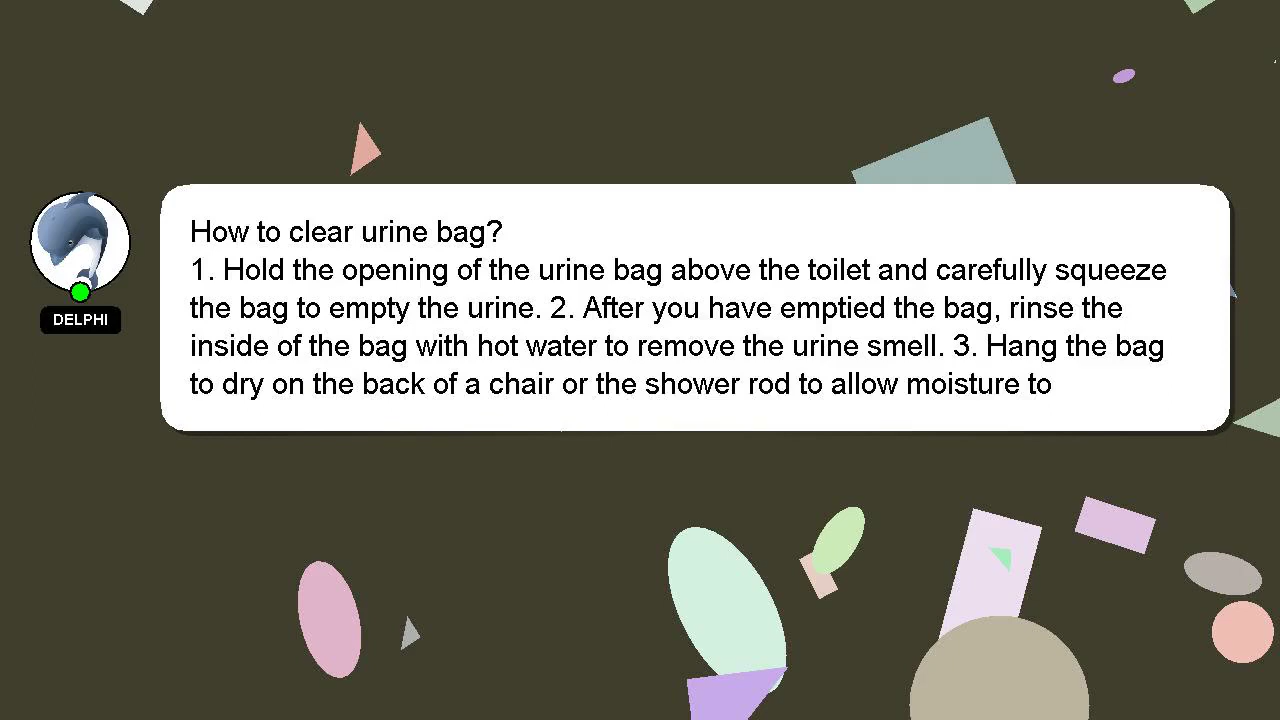 How to clear urine bag?
1. Hold the opening of the urine bag above the toilet and carefully squeeze
the bag to empty the urine. 2. After you have emptied the bag, rinse the
inside of the bag with hot water to remove the urine smell. 3. Hang the bag
to dry on the back of a chair or the shower rod to allow moisture to
DELPHI